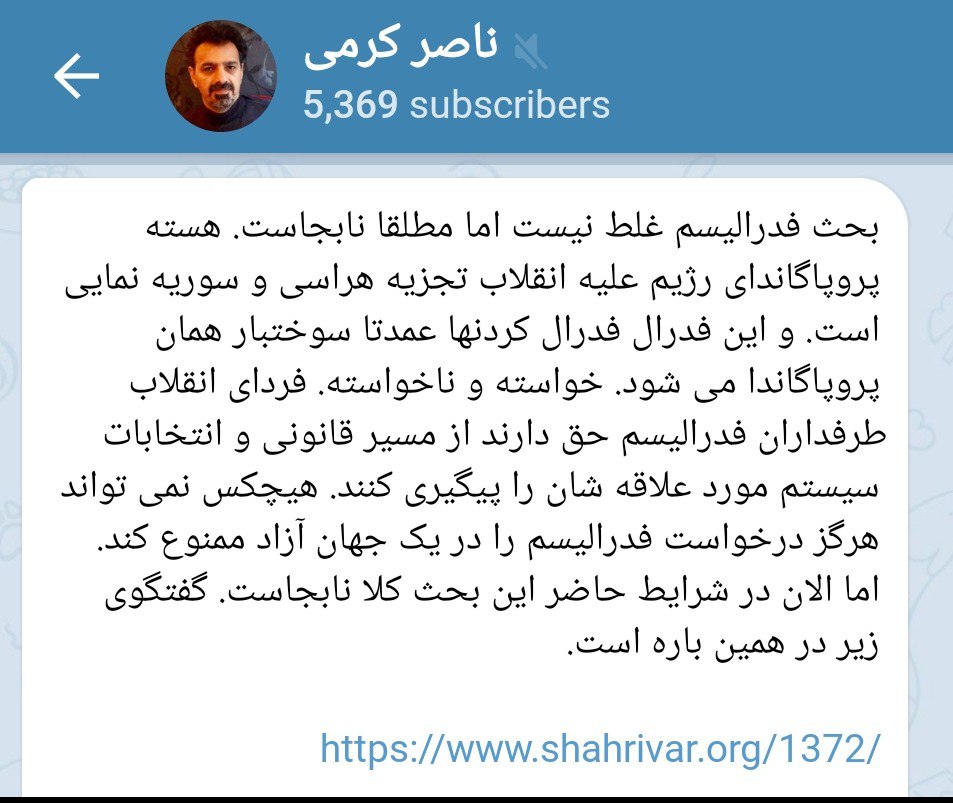 ناصر کرمی
5,369 subscribers
بحث فدرالیسم غلط نیست اما مطلقا نابجاست. هسته
پروپاگاندای رژیم علیه انقلاب تجزیه هراسی و سوریه نمایی
است. و این فدرال فدرال کردنها عمدتا سوختبار همان
پروپاگاندا می شود. خواسته و ناخواسته. فردای انقلاب
طرفداران فدرالیسم حق دارند از مسیر قانونی و انتخابات
سیستم مورد علاقه شان را پیگیری کنند. هیچکس نمی تواند
هرگز درخواست فدرالیسم را در یک جهان آزاد ممنوع کند.
اما الان در شرایط حاضر این بحث کلا نابجاست. گفتگوی
زیر در همین باره است.
https://www.shahrivar.org/1372/